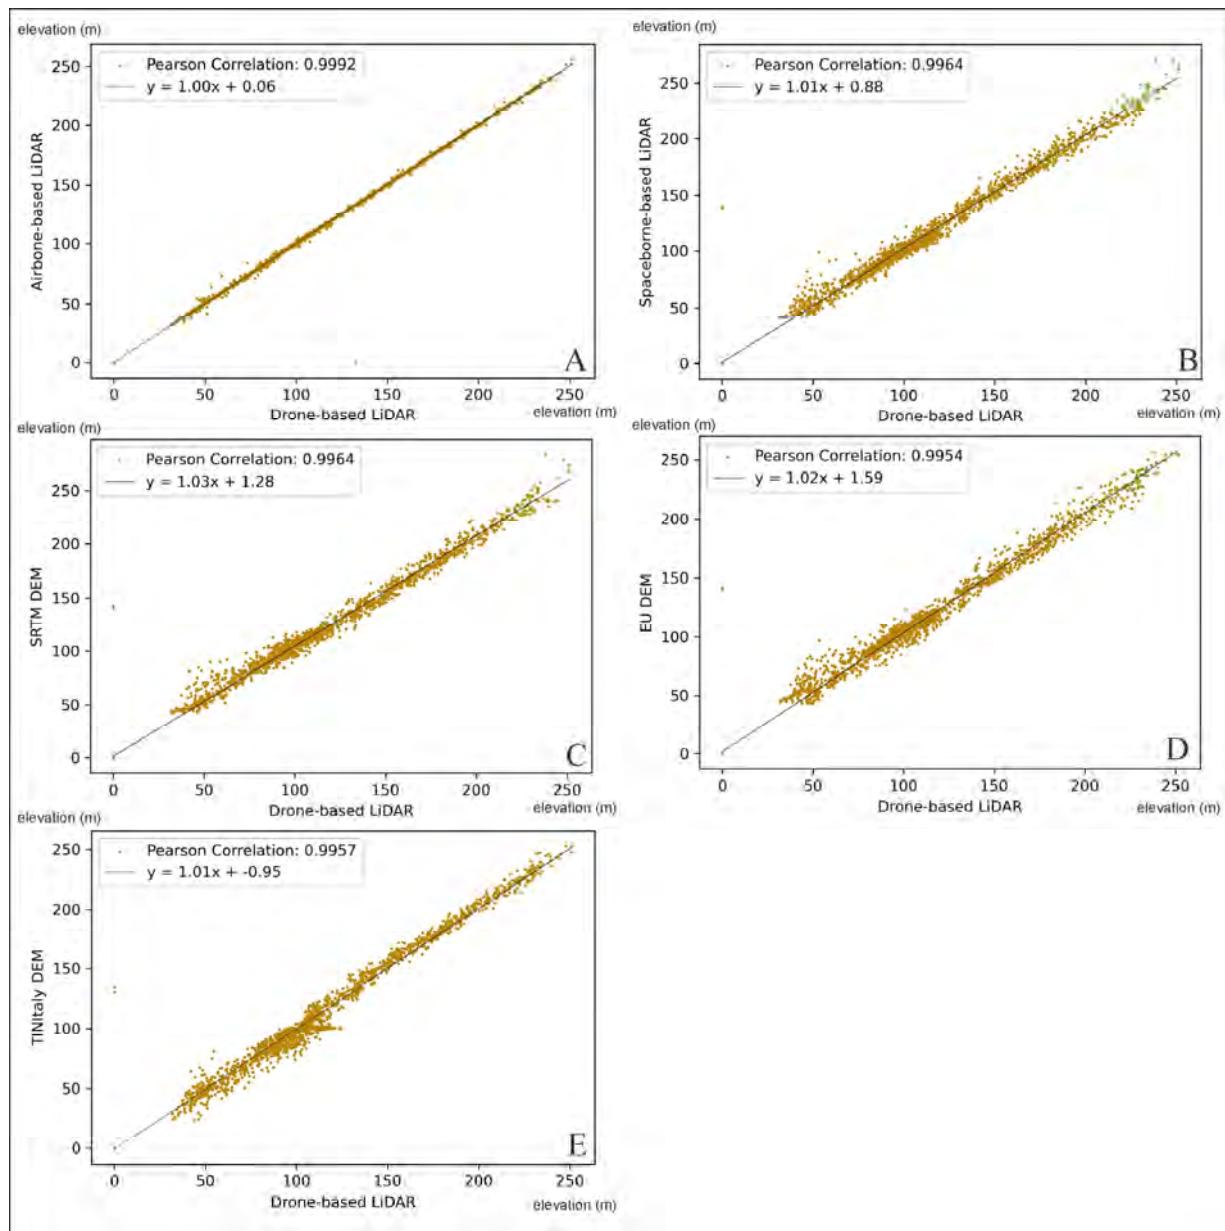 elevation (m)
Pearson Correlation: 0.9992
y = 1.00x + 0.06
250
200
150
100
50
0
Airbone-based LiDAR
A
0 50 100 150 200 250
Drone-based LiDAR
elevation (m)
elevation (m)
Pearson Correlation: 0.9964
y = 1.01x + 0.88
250
200
150
100
50
0
Spaceborne-based LiDAR
B
0 50 100 150 200 250
Drone-based LiDAR
elevation (m)
elevation (m)
Pearson Correlation: 0.9964
y = 1.03x + 1.28
250
200
150
100
50
0
SRTM DEM
C
0 50 100 150 200 250
Drone-based LiDAR
elevation (m)
elevation (m)
Pearson Correlation: 0.9954
y = 1.02x + 1.59
250
200
150
100
50
0
EU DEM
D
0 50 100 150 200 250
Drone-based LiDAR
elevation (m)
elevation (m)
Pearson Correlation: 0.9957
y = 1.01x + -0.95
250
200
150
100
50
0
TINItaly DEM
E
0 50 100 150 200 250
Drone-based LiDAR
elevation (m)